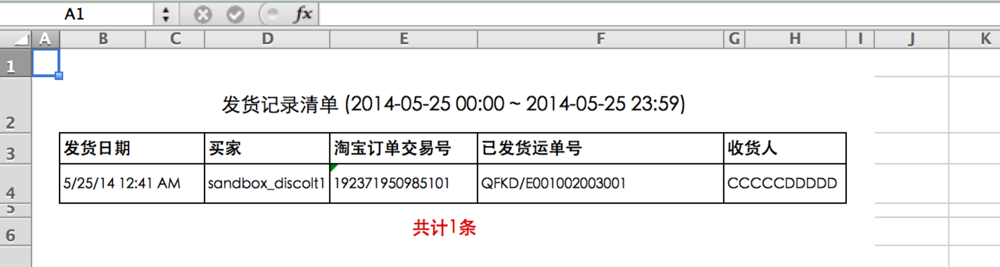 A1
fx
A B C D E F G H I J K
1
2 发货记录清单 (2014-05-25 00:00 ~ 2014-05-25 23:59)
3 发货日期 买家 淘宝订单交易号 已发货运单号 收货人
4 5/25/14 12:41 AM sandbox_discolt1 192371950985101 QFKD/E001002003001 CCCCCDDDDD
5
6 共计1条